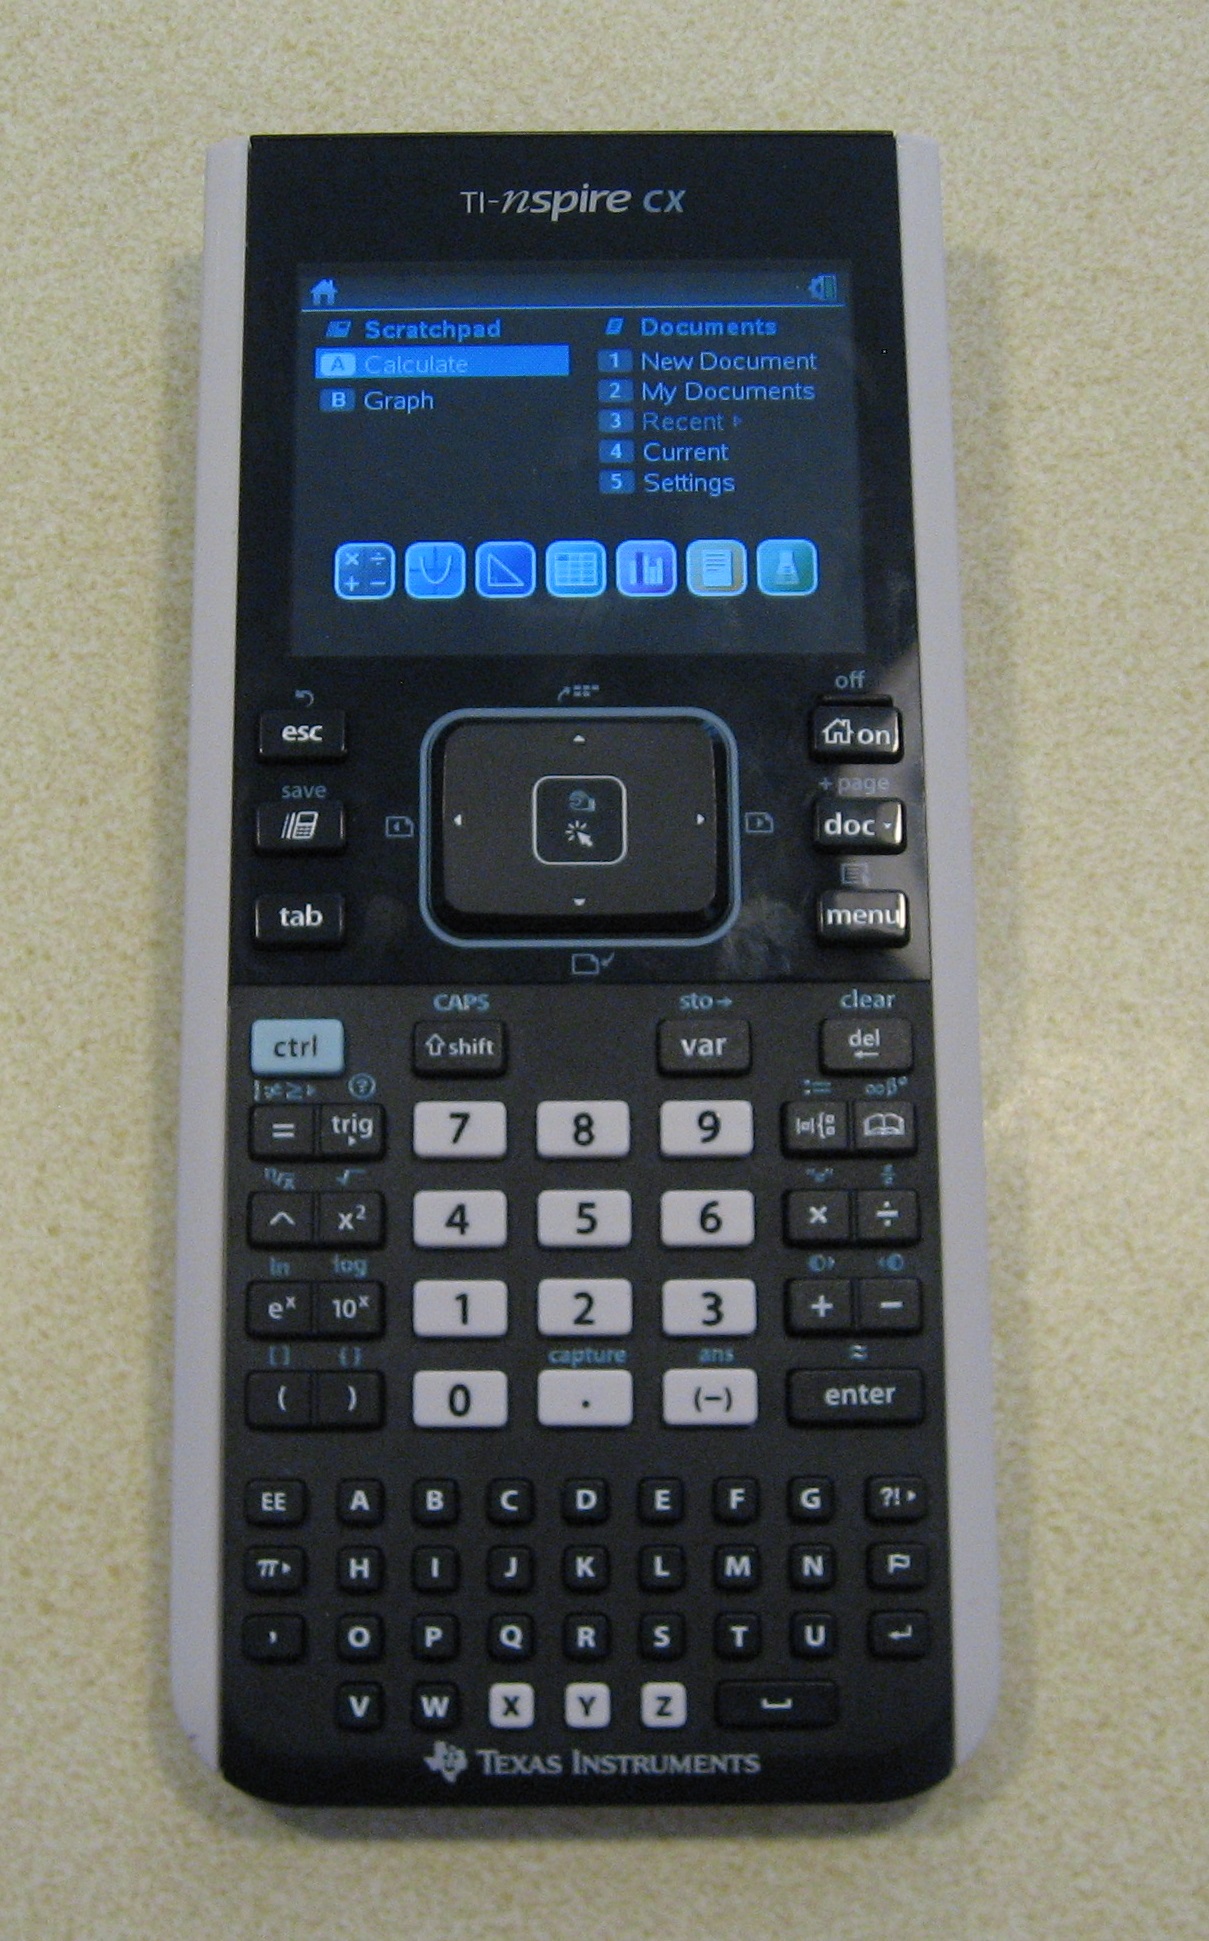 TI-nspire CX
Scratchpad Documents
A Calculate 1 New Document
B Graph 2 My Documents
3 Recent ▸
4 Current
5 Settings
off
esc on
save + page
doc
tab menu
CAPS sto→ clear
ctrl ⇧shift var del
= trig 7 8 9
^ x² 4 5 6 × ÷
ln log
eˣ 10ˣ 1 2 3 + −
[ ] { } capture ans ≈
( ) 0 . (−) enter
EE A B C D E F G ?!▸
π▸ H I J K L M N
, O P Q R S T U ↵
V W X Y Z
TEXAS INSTRUMENTS